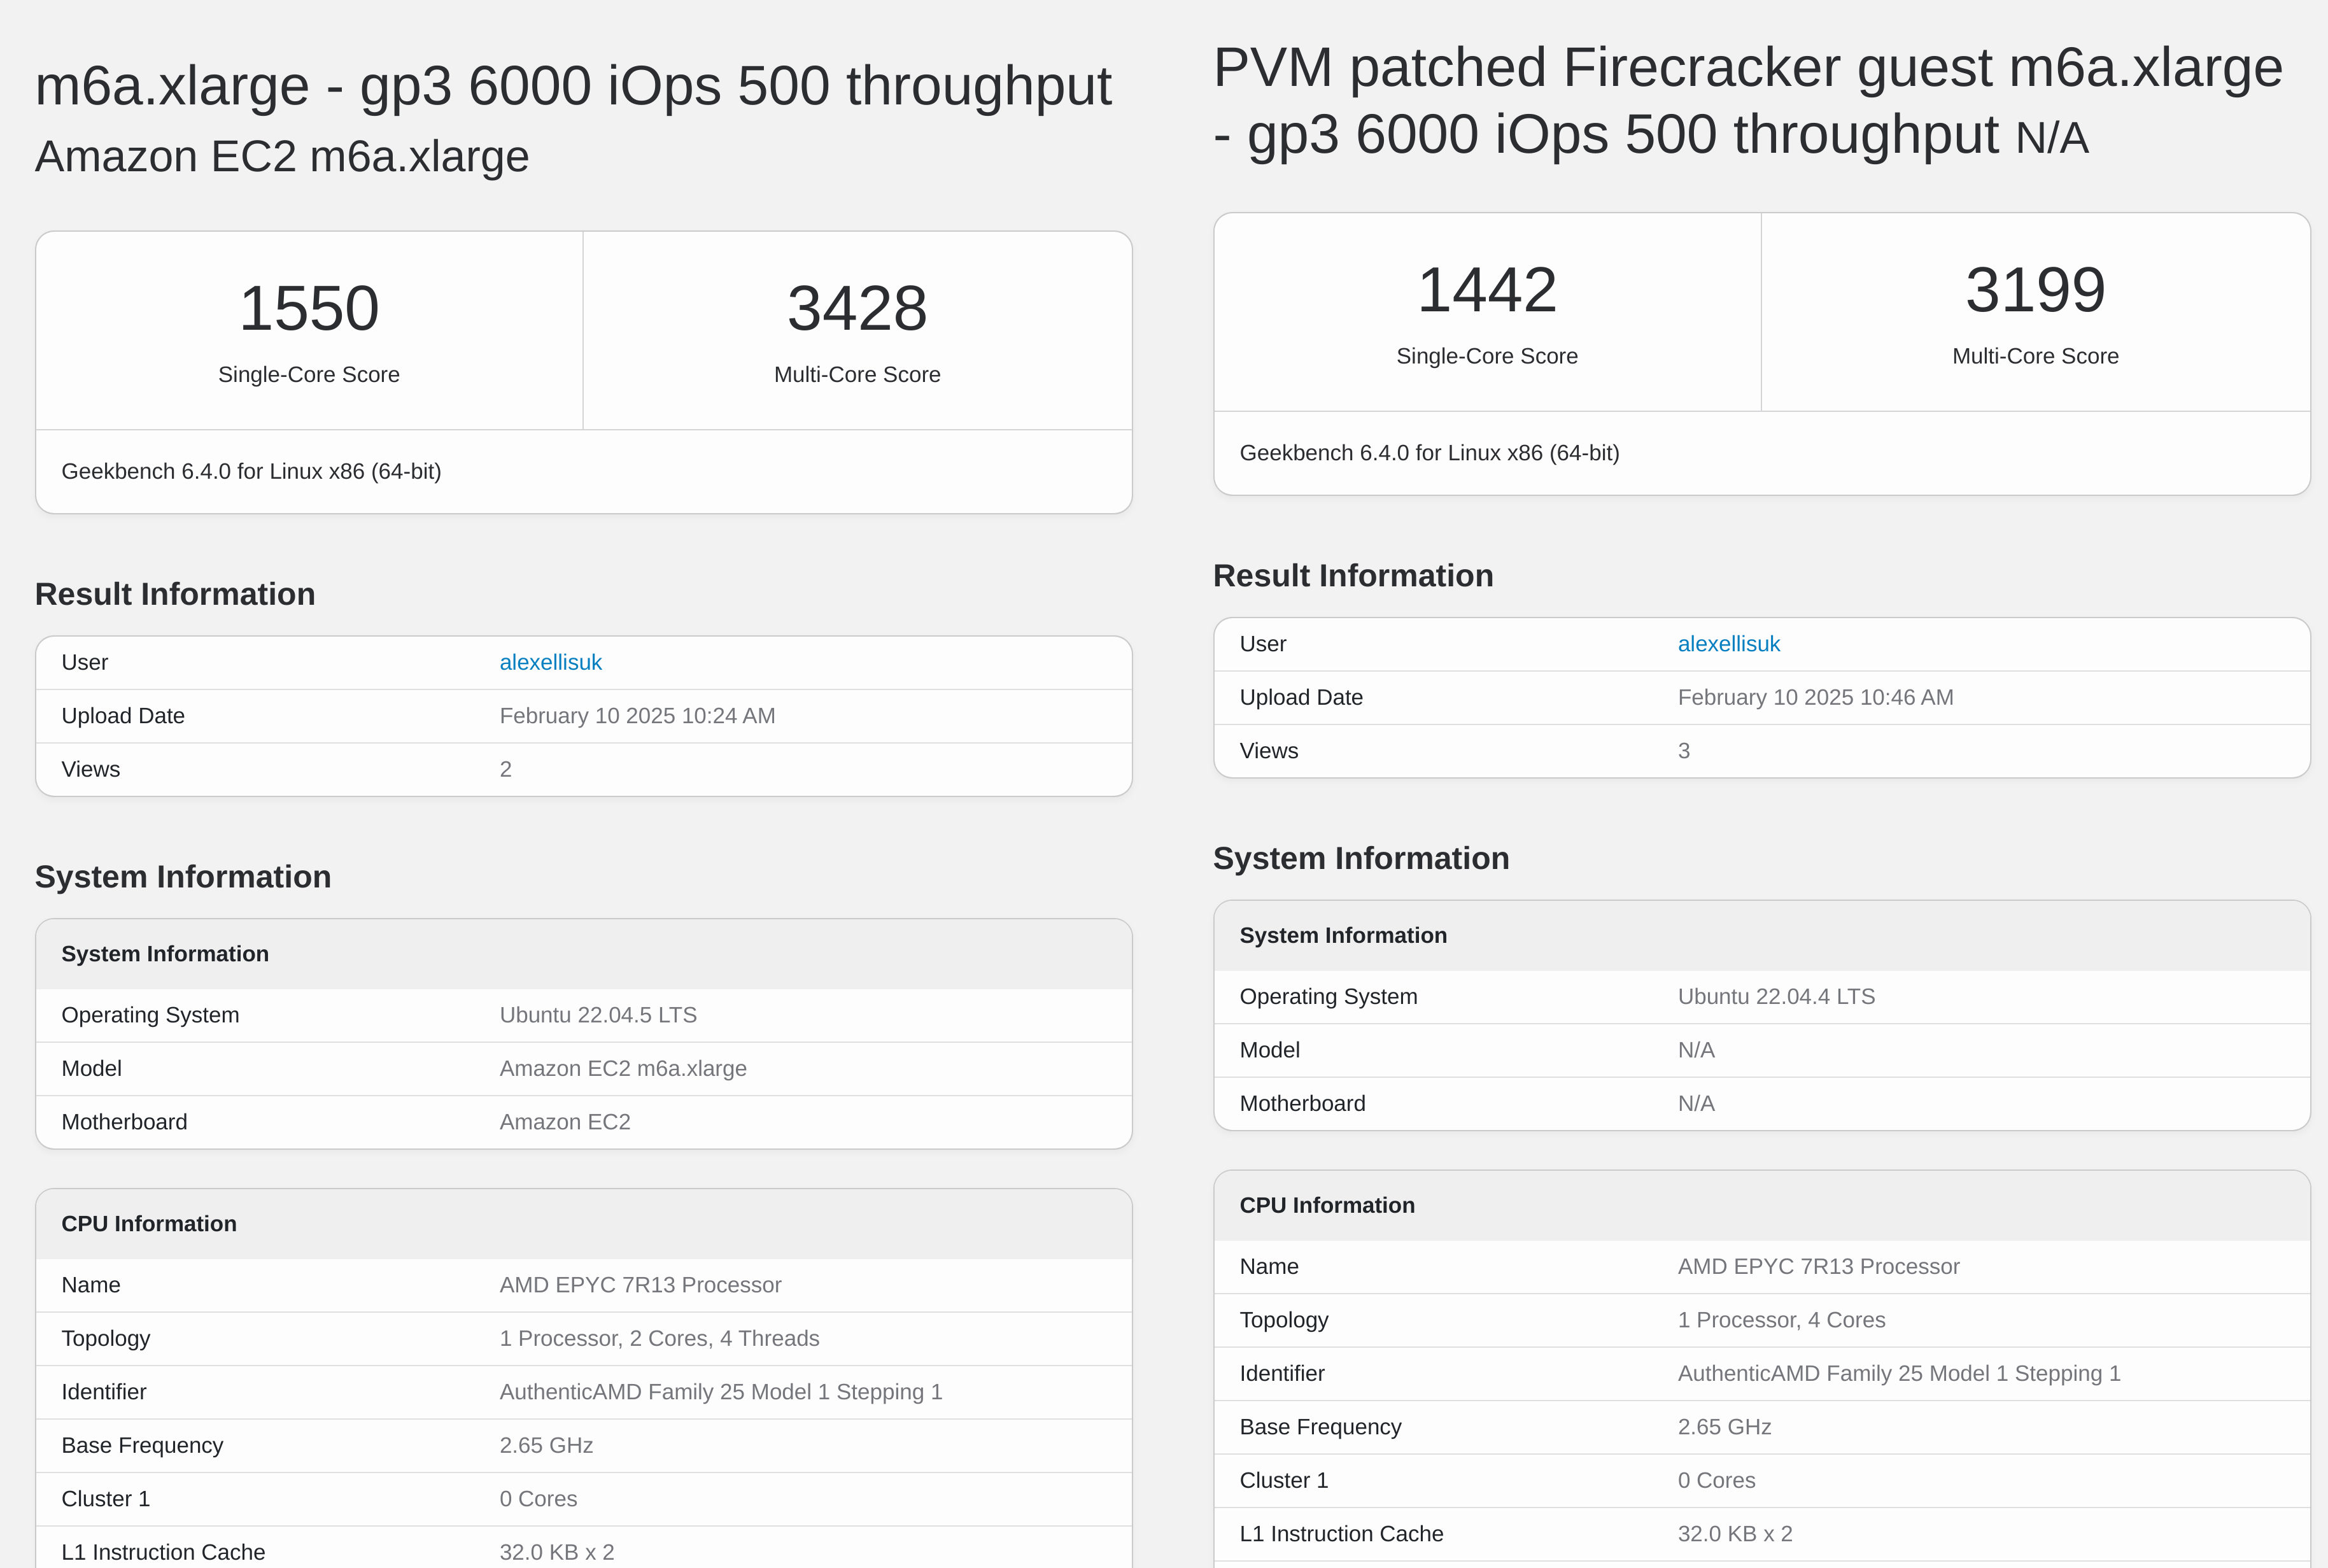 m6a.xlarge - gp3 6000 iOps 500 throughput
Amazon EC2 m6a.xlarge
1550
Single-Core Score
3428
Multi-Core Score
Geekbench 6.4.0 for Linux x86 (64-bit)
Result Information
User alexellisuk
Upload Date February 10 2025 10:24 AM
Views 2
System Information
System Information
Operating System Ubuntu 22.04.5 LTS
Model Amazon EC2 m6a.xlarge
Motherboard Amazon EC2
CPU Information
Name AMD EPYC 7R13 Processor
Topology 1 Processor, 2 Cores, 4 Threads
Identifier AuthenticAMD Family 25 Model 1 Stepping 1
Base Frequency 2.65 GHz
Cluster 1 0 Cores
L1 Instruction Cache 32.0 KB x 2
PVM patched Firecracker guest m6a.xlarge
- gp3 6000 iOps 500 throughput N/A
1442
Single-Core Score
3199
Multi-Core Score
Geekbench 6.4.0 for Linux x86 (64-bit)
Result Information
User alexellisuk
Upload Date February 10 2025 10:46 AM
Views 3
System Information
System Information
Operating System Ubuntu 22.04.4 LTS
Model N/A
Motherboard N/A
CPU Information
Name AMD EPYC 7R13 Processor
Topology 1 Processor, 4 Cores
Identifier AuthenticAMD Family 25 Model 1 Stepping 1
Base Frequency 2.65 GHz
Cluster 1 0 Cores
L1 Instruction Cache 32.0 KB x 2